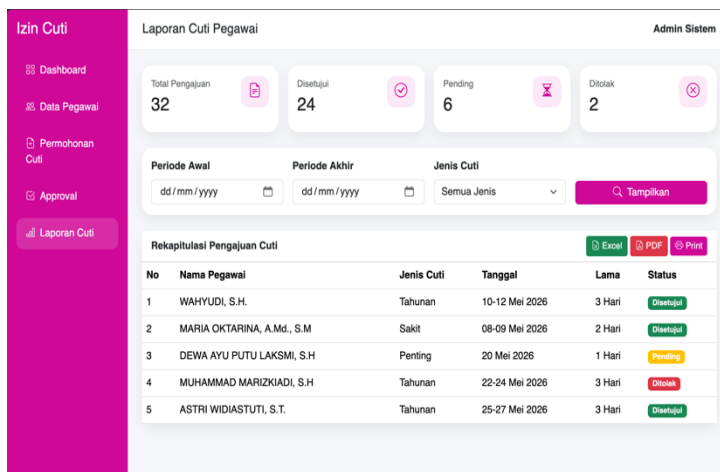 Izin Cuti
Laporan Cuti Pegawai
Admin Sistem
Dashboard
Data Pegawai
Permohonan
Cuti
Approval
Laporan Cuti
Total Pengajuan
32
Disetujui
24
Pending
6
Ditolak
2
Periode Awal
Periode Akhir
Jenis Cuti
dd/mm/yyyy
dd/mm/yyyy
Semua Jenis
Tampilkan
Rekapitulasi Pengajuan Cuti
Excel
PDF
Print
No Nama Pegawai Jenis Cuti Tanggal Lama Status
1 WAHYUDI, S.H. Tahunan 10-12 Mei 2026 3 Hari Disetujui
2 MARIA OKTARINA, A.Md., S.M Sakit 08-09 Mei 2026 2 Hari Disetujui
3 DEWA AYU PUTU LAKSMI, S.H Penting 20 Mei 2026 1 Hari Pending
4 MUHAMMAD MARIZKIADI, S.H Tahunan 22-24 Mei 2026 3 Hari Ditolak
5 ASTRI WIDIASTUTI, S.T. Tahunan 25-27 Mei 2026 3 Hari Disetujui